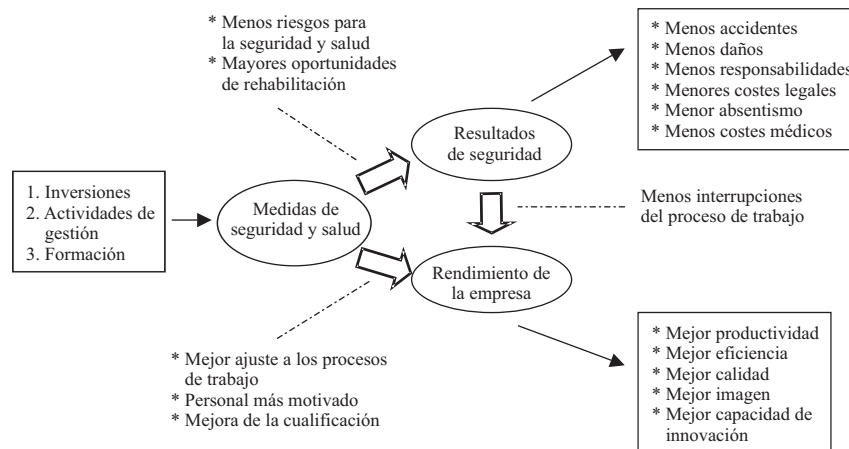 * Menos riesgos para
la seguridad y salud
* Mayores oportunidades
de rehabilitación
* Menos accidentes
* Menos daños
* Menos responsabilidades
* Menores costes legales
* Menor absentismo
* Menos costes médicos
Resultados
de seguridad
1. Inversiones
2. Actividades de
gestión
3. Formación
Medidas de
seguridad y salud
Menos interrupciones
del proceso de trabajo
Rendimiento de
la empresa
* Mejor ajuste a los procesos
de trabajo
* Personal más motivado
* Mejora de la cualificación
* Mejor productividad
* Mejor eficiencia
* Mejor calidad
* Mejor imagen
* Mejor capacidad de
innovación